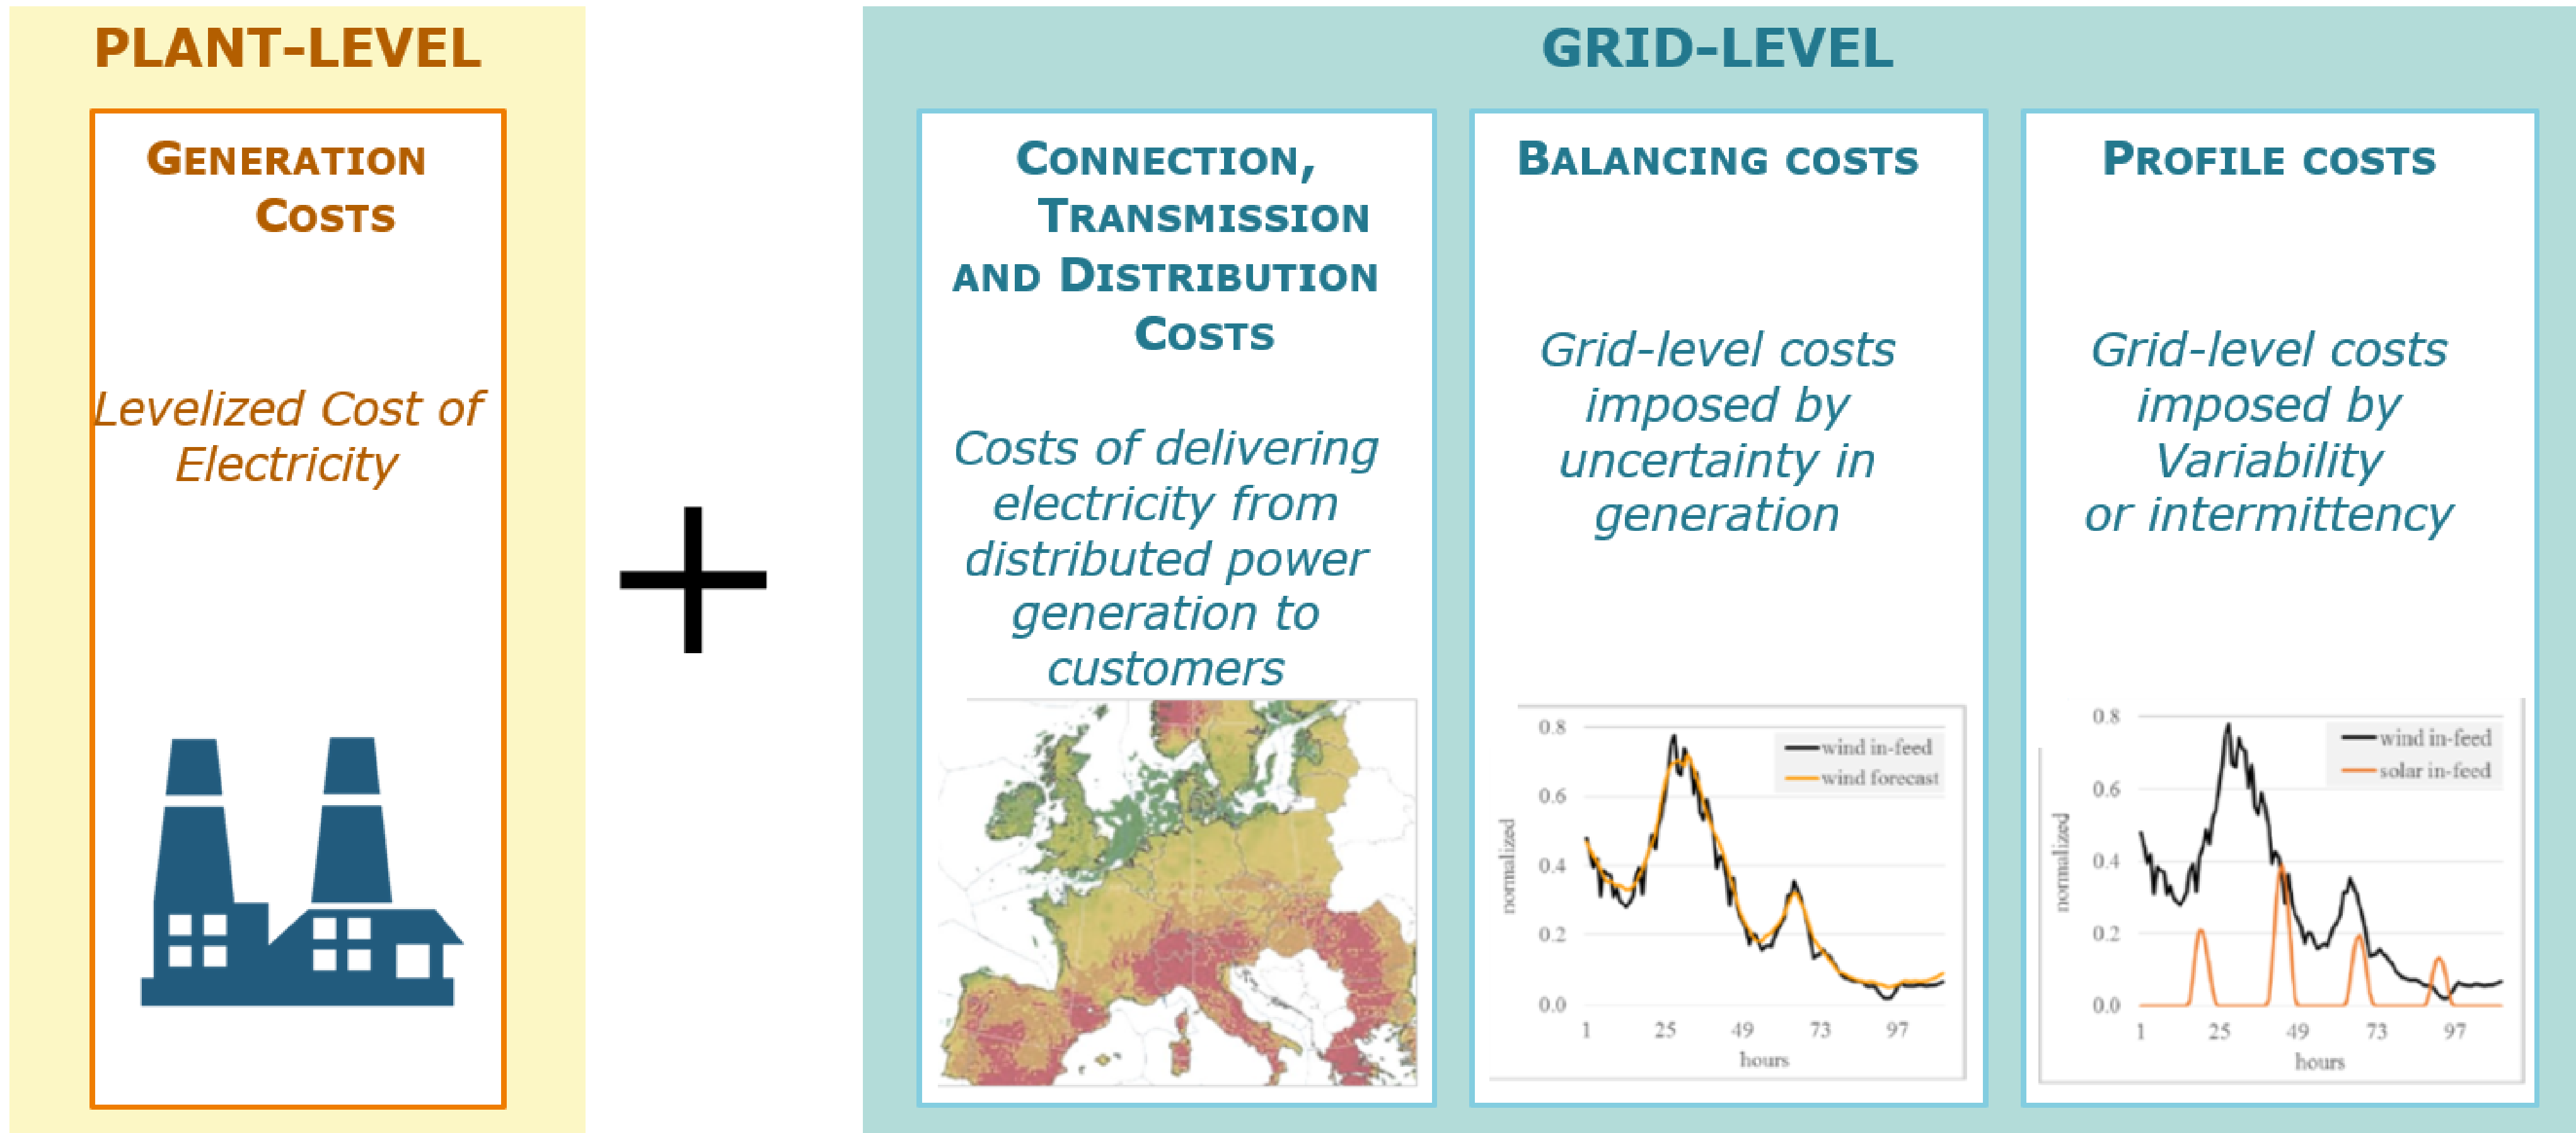 PLANT-LEVEL
GENERATION
COSTS
Levelized Cost of
Electricity
+
GRID-LEVEL
CONNECTION,
TRANSMISSION
AND DISTRIBUTION
COSTS
Costs of delivering
electricity from
distributed power
generation to
customers
BALANCING COSTS
Grid-level costs
imposed by
uncertainty in
generation
0.8
0.6
0.4
0.2
0.0
normalized
wind in-feed
wind forecast
1 25 49 73 97
hours
PROFILE COSTS
Grid-level costs
imposed by
Variability
or intermittency
0.8
0.6
0.4
0.2
0.0
normalized
wind in-feed
solar in-feed
1 25 49 73 97
hours